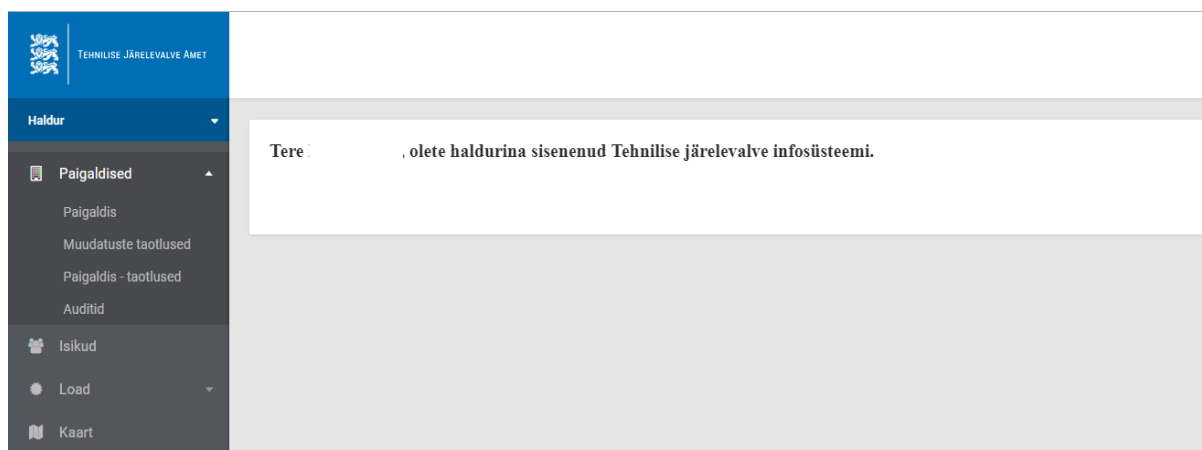 TEHNILISE JÄRELEVALVE AMET
Haldur
Tere , olete haldurina sisenenud Tehnilise järelevalve infosüsteemi.
Paigaldised
Paigaldis
Muudatuste taotlused
Paigaldis - taotlused
Auditid
Isikud
Load
Kaart